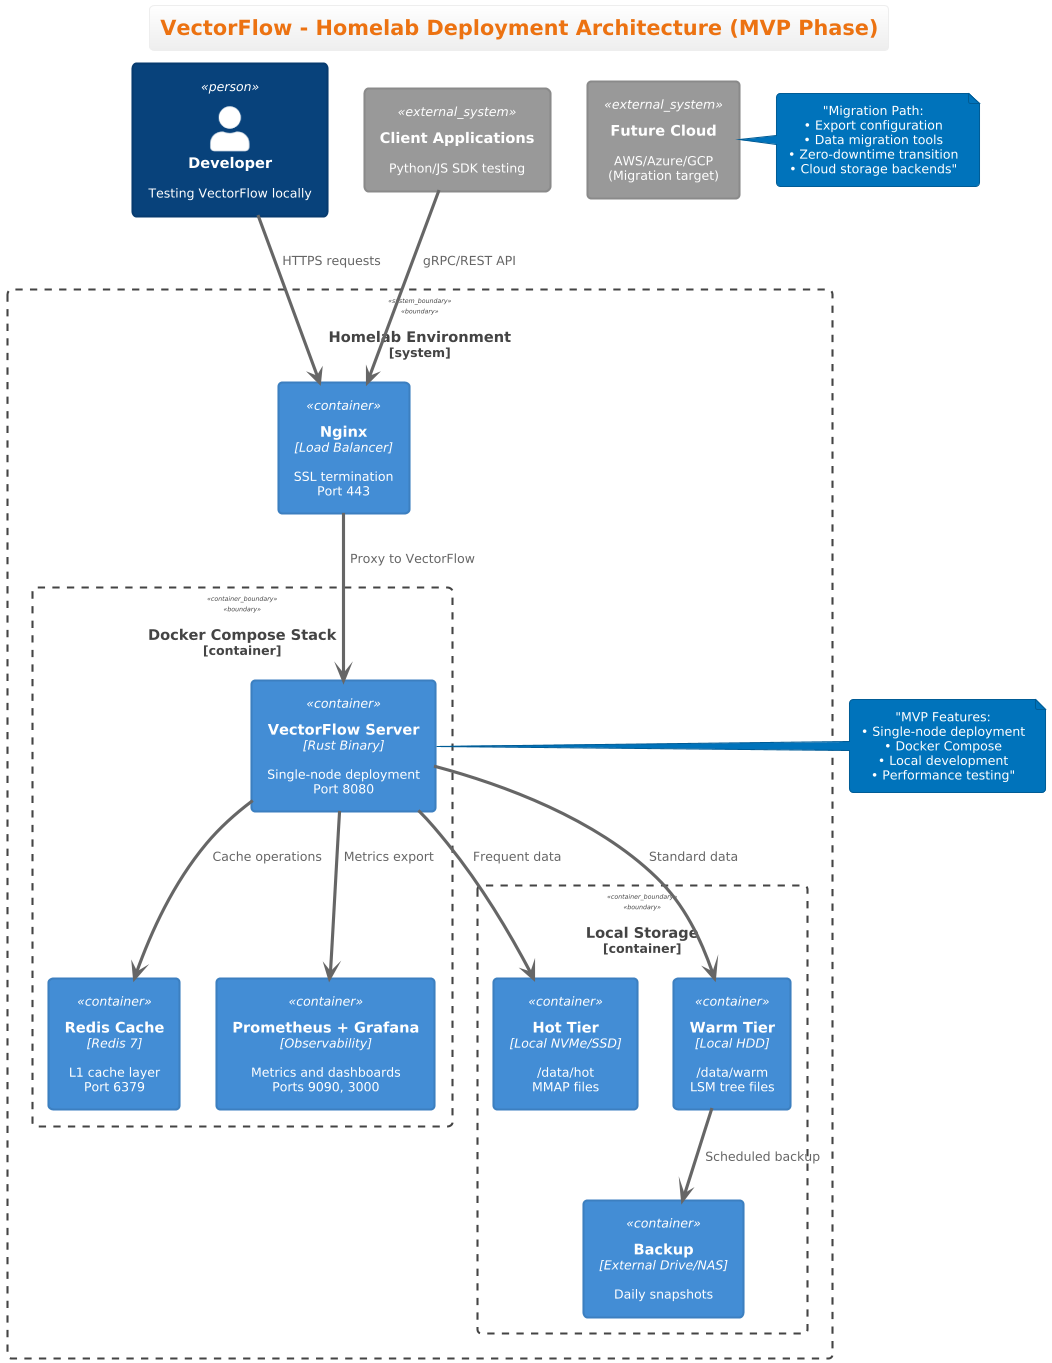 VectorFlow - Homelab Deployment Architecture (MVP Phase)
«person»
Developer
Testing VectorFlow locally
«external_system»
Client Applications
Python/JS SDK testing
«external_system»
Future Cloud
AWS/Azure/GCP
(Migration target)
"Migration Path:
• Export configuration
• Data migration tools
• Zero-downtime transition
• Cloud storage backends"
HTTPS requests
gRPC/REST API
«system_boundary»
«boundary»
Homelab Environment
[system]
«container»
Nginx
[Load Balancer]
SSL termination
Port 443
Proxy to VectorFlow
«container_boundary»
«boundary»
Docker Compose Stack
[container]
«container»
VectorFlow Server
[Rust Binary]
Single-node deployment
Port 8080
"MVP Features:
• Single-node deployment
• Docker Compose
• Local development
• Performance testing"
Cache operations
Metrics export
Frequent data
Standard data
«container_boundary»
«boundary»
Local Storage
[container]
«container»
Redis Cache
[Redis 7]
L1 cache layer
Port 6379
«container»
Prometheus + Grafana
[Observability]
Metrics and dashboards
Ports 9090, 3000
«container»
Hot Tier
[Local NVMe/SSD]
/data/hot
MMAP files
«container»
Warm Tier
[Local HDD]
/data/warm
LSM tree files
Scheduled backup
«container»
Backup
[External Drive/NAS]
Daily snapshots